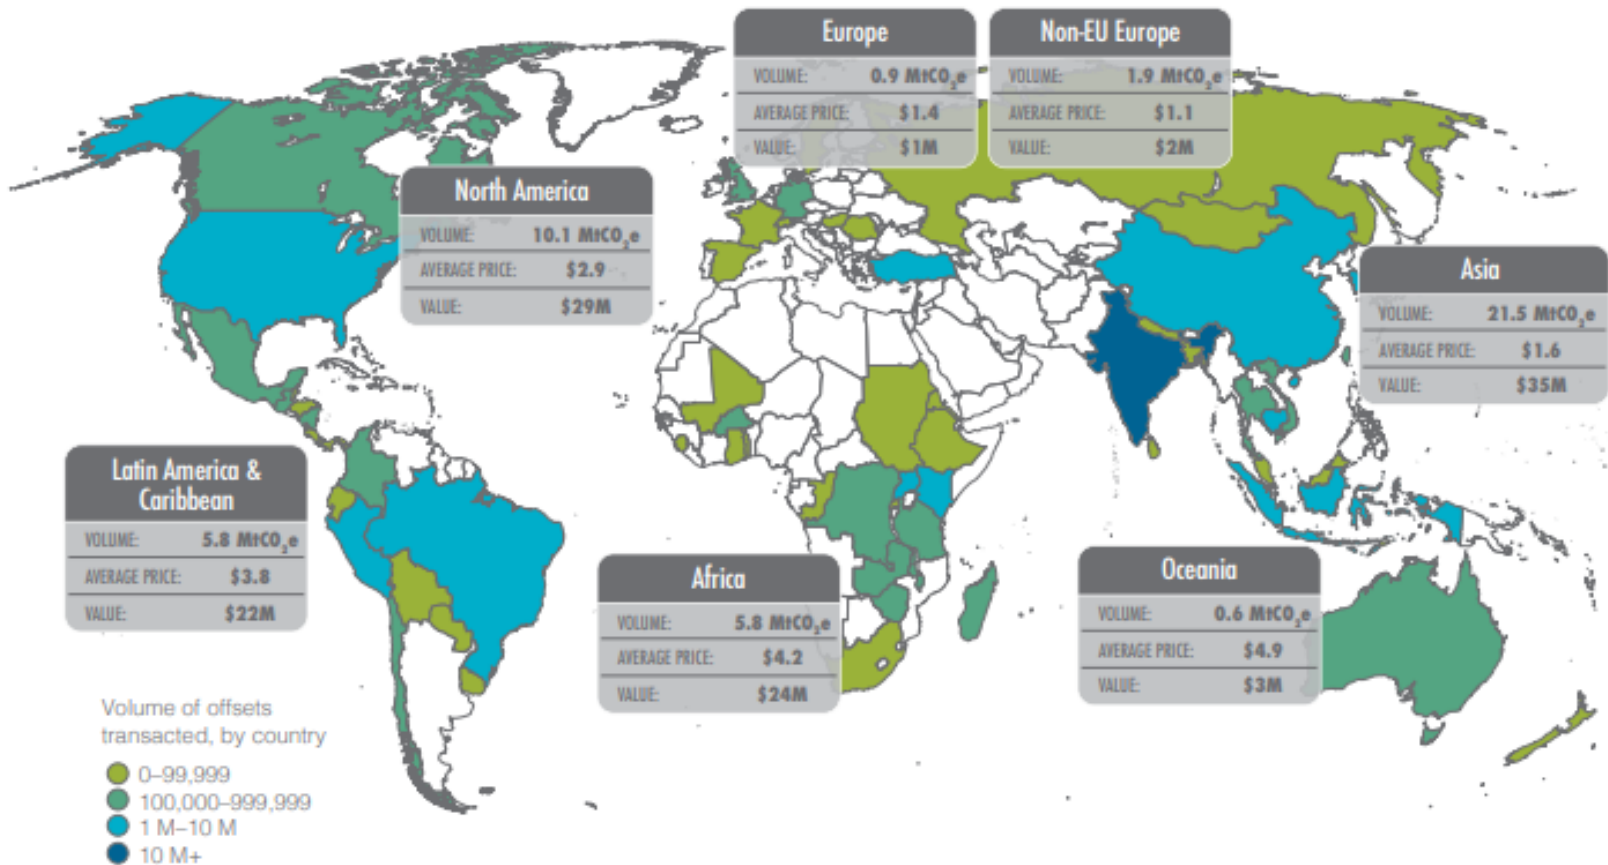 Europe
VOLUME: 0.9 MtCO₂e
AVERAGE PRICE: $1.4
VALUE: $1M
Non-EU Europe
VOLUME: 1.9 MtCO₂e
AVERAGE PRICE: $1.1
VALUE: $2M
North America
VOLUME: 10.1 MtCO₂e
AVERAGE PRICE: $2.9
VALUE: $29M
Asia
VOLUME: 21.5 MtCO₂e
AVERAGE PRICE: $1.6
VALUE: $35M
Latin America &
Caribbean
VOLUME: 5.8 MtCO₂e
AVERAGE PRICE: $3.8
VALUE: $22M
Africa
VOLUME: 5.8 MtCO₂e
AVERAGE PRICE: $4.2
VALUE: $24M
Oceania
VOLUME: 0.6 MtCO₂e
AVERAGE PRICE: $4.9
VALUE: $3M
Volume of offsets
transacted, by country
0–99,999
100,000–999,999
1 M–10 M
10 M+